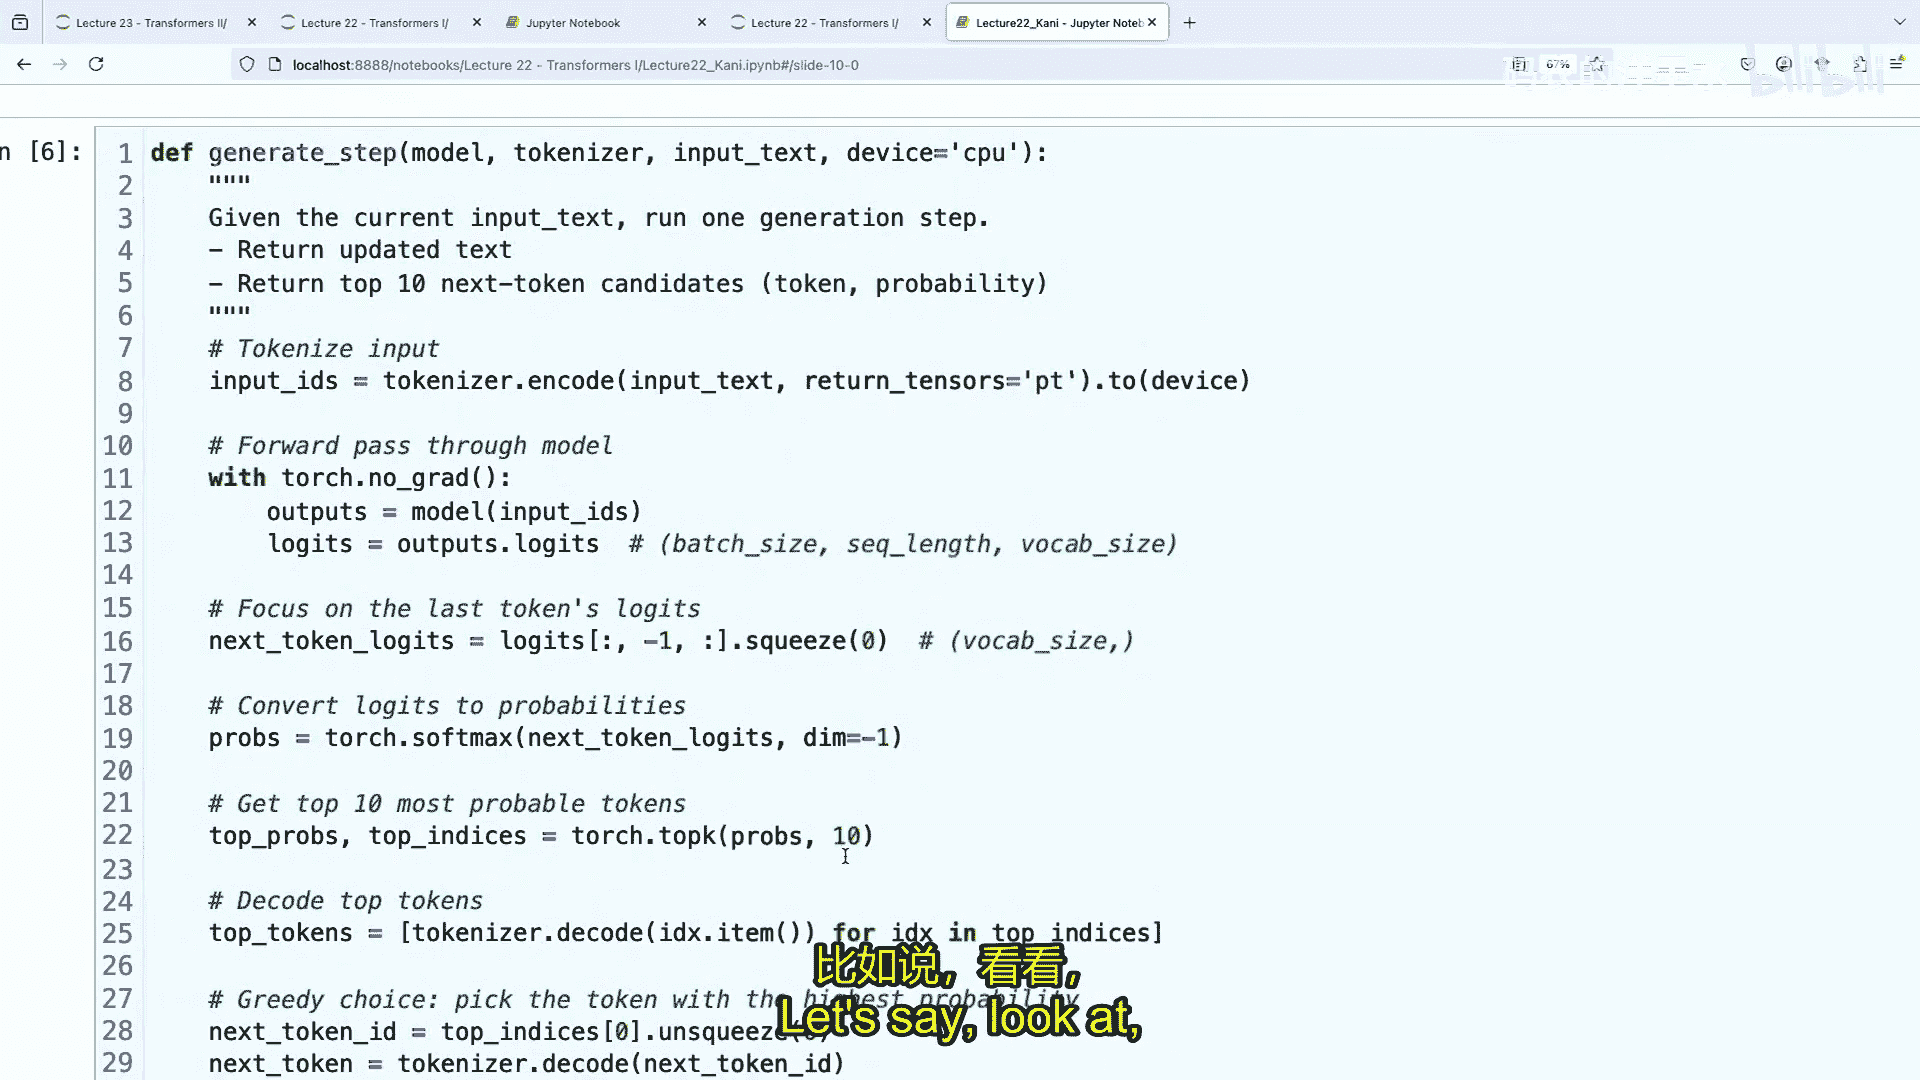 Lecture 23 - Transformers II/
Lecture 22 - Transformers I/
Jupyter Notebook
Lecture 22 - Transformers I/
Lecture22_Kani - Jupyter Noteb
localhost:8888/notebooks/Lecture 22 - Transformers I/Lecture22_Kani.ipynb#/slide-10-0
67%
bilibili
n [6]:
1 def generate_step(model, tokenizer, input_text, device='cpu'):
2 """
3 Given the current input_text, run one generation step.
4 - Return updated text
5 - Return top 10 next-token candidates (token, probability)
6 """
7 # Tokenize input
8 input_ids = tokenizer.encode(input_text, return_tensors='pt').to(device)
9
10 # Forward pass through model
11 with torch.no_grad():
12 outputs = model(input_ids)
13 logits = outputs.logits # (batch_size, seq_length, vocab_size)
14
15 # Focus on the last token's logits
16 next_token_logits = logits[:, -1, :].squeeze(0) # (vocab_size,)
17
18 # Convert logits to probabilities
19 probs = torch.softmax(next_token_logits, dim=-1)
20
21 # Get top 10 most probable tokens
22 top_probs, top_indices = torch.topk(probs, 10)
23
24 # Decode top tokens
25 top_tokens = [tokenizer.decode(idx.item()) for idx in top_indices]
26
27 # Greedy choice: pick the token with the highest probability
28 next_token_id = top_indices[0].unsqueeze(0)
29 next_token = tokenizer.decode(next_token_id)
比如说，看看，
Let's say, look at,